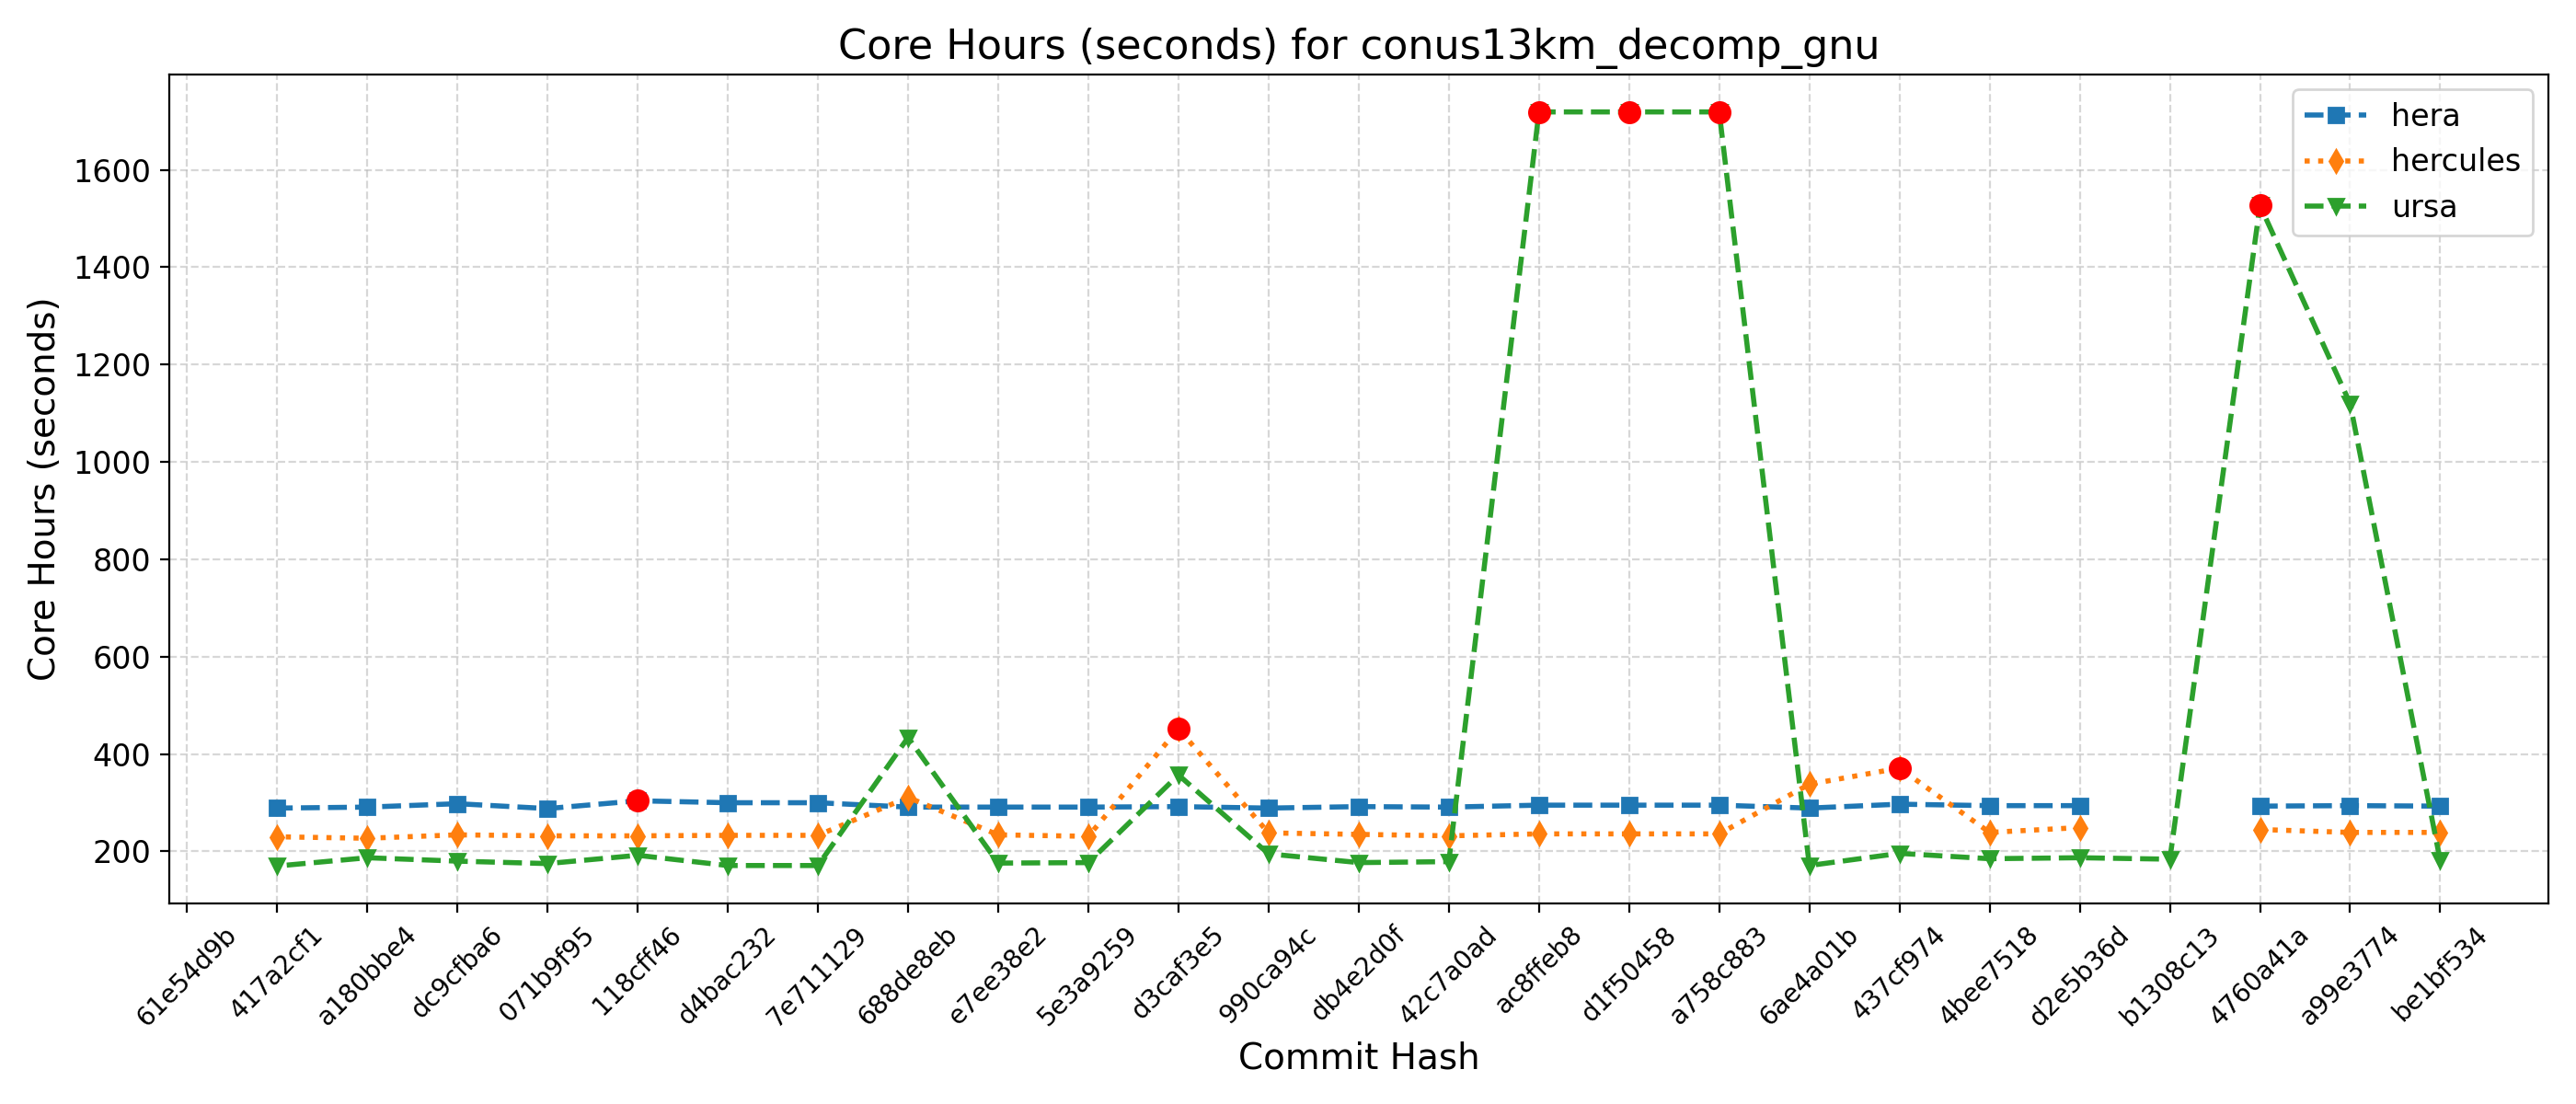 Core Hours (seconds) for conus13km_decomp_gnu
hera
hercules
ursa
Core Hours (seconds)
1600
1400
1200
1000
800
600
400
200
61e54d9b
417a2cf1
a180bbe4
dc9cfba6
071b9f95
118cff46
d4bac232
7e711129
688de8eb
e7ee38e2
5e3a9259
d3caf3e5
990ca94c
db4e2d0f
42c7a0ad
ac8ffeb8
d1f50458
a758c883
6ae4a01b
437cf974
4bee7518
d2e5b36d
b1308c13
4760a41a
a99e3774
be1bf534
Commit Hash